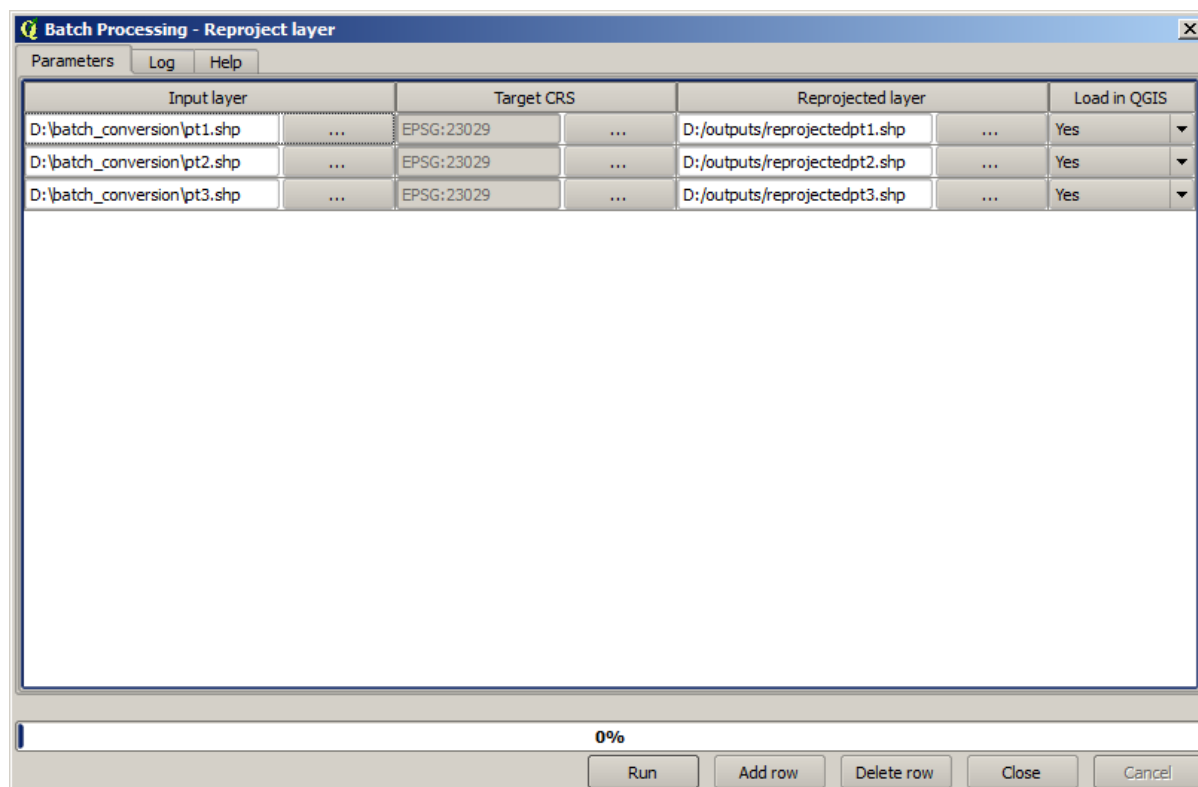 Batch Processing - Reproject layer
Parameters Log Help
Input layer Target CRS Reprojected layer Load in QGIS
D:\batch_conversion\pt1.shp ... EPSG:23029 ... D:/outputs/reprojectedpt1.shp ... Yes
D:\batch_conversion\pt2.shp ... EPSG:23029 ... D:/outputs/reprojectedpt2.shp ... Yes
D:\batch_conversion\pt3.shp ... EPSG:23029 ... D:/outputs/reprojectedpt3.shp ... Yes
0%
Run Add row Delete row Close Cancel